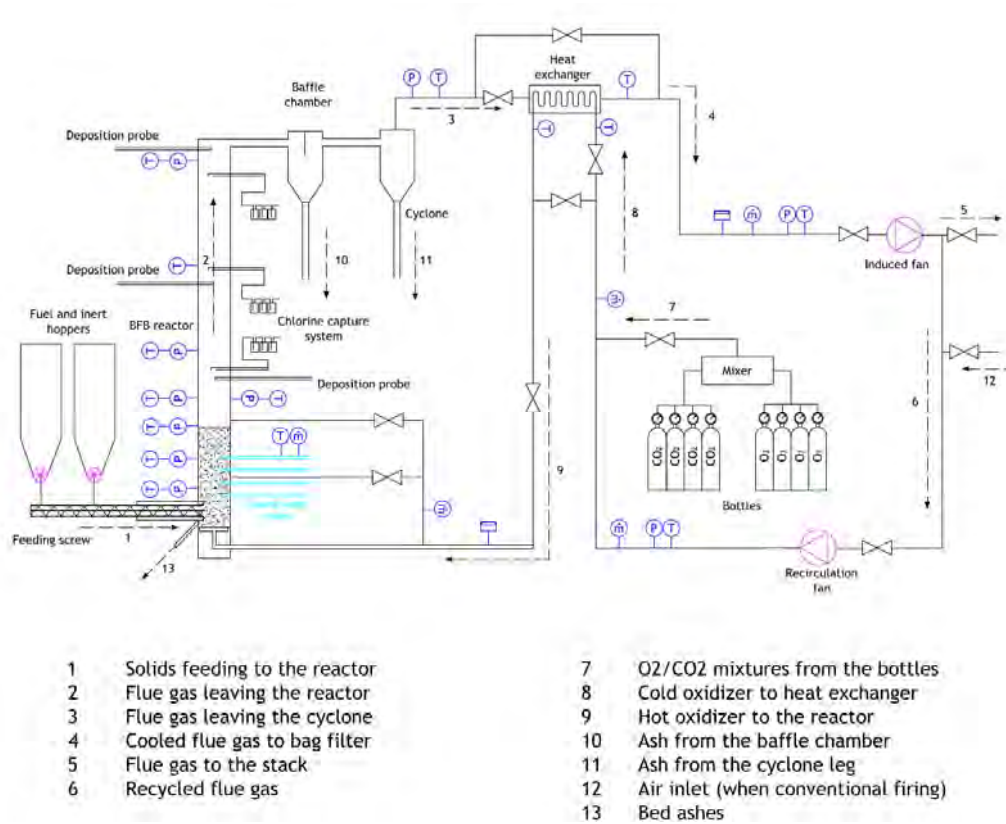 Heat
exchanger
Baffle
chamber
P T
T
3
4
Deposition probe
T P
T
T
8
Cyclone
ṁ P T
5
Induced fan
2
10
11
T
Deposition probe
Chlorine capture
system
ṁ
7
Fuel and inert
hoppers
BFB reactor
T P
Mixer
12
Deposition probe
6
T P
P T
T P
T ṁ
CO2 CO2 CO2 CO2
O2 O2 O2 O2
9
T P
T P
Bottles
ṁ
ṁ P T
Feeding screw
1
13
Recirculation
fan
1 Solids feeding to the reactor
2 Flue gas leaving the reactor
3 Flue gas leaving the cyclone
4 Cooled flue gas to bag filter
5 Flue gas to the stack
6 Recycled flue gas
7 O2/CO2 mixtures from the bottles
8 Cold oxidizer to heat exchanger
9 Hot oxidizer to the reactor
10 Ash from the baffle chamber
11 Ash from the cyclone leg
12 Air inlet (when conventional firing)
13 Bed ashes